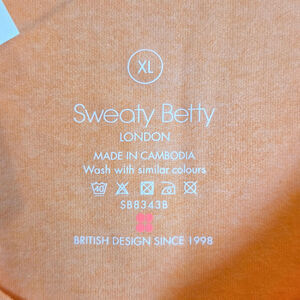 XL
Sweaty Betty
LONDON
MADE IN CAMBODIA
Wash with similar colours
40
SB8343B
BRITISH DESIGN SINCE 1998